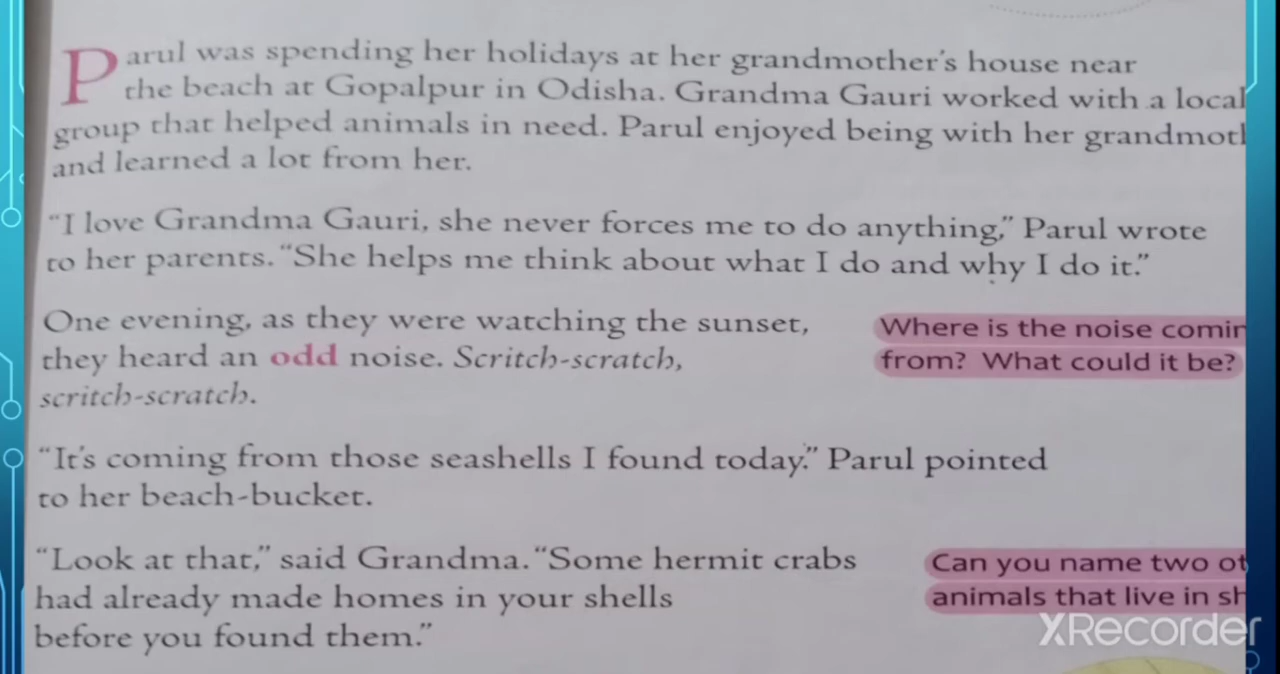 Parul was spending her holidays at her grandmother's house near
the beach at Gopalpur in Odisha. Grandma Gauri worked with a local
group that helped animals in need. Parul enjoyed being with her
and learned a lot from her.
"I love Grandma Gauri, she never forces me to do anything," Parul wrote
to her parents. "She helps me think about what I do and why I do it."
One evening, as they were watching the sunset,
they heard an odd noise. Scritch-scratch,
scritch-scratch.
Where is the noise
from? What could it be?
"It's coming from those seashells I found today." Parul pointed
to her beach-bucket.
"Look at that," said Grandma. "Some hermit crabs
had already made homes in your shells
before you found them."
Can you name two
animals that live in
XRecorder